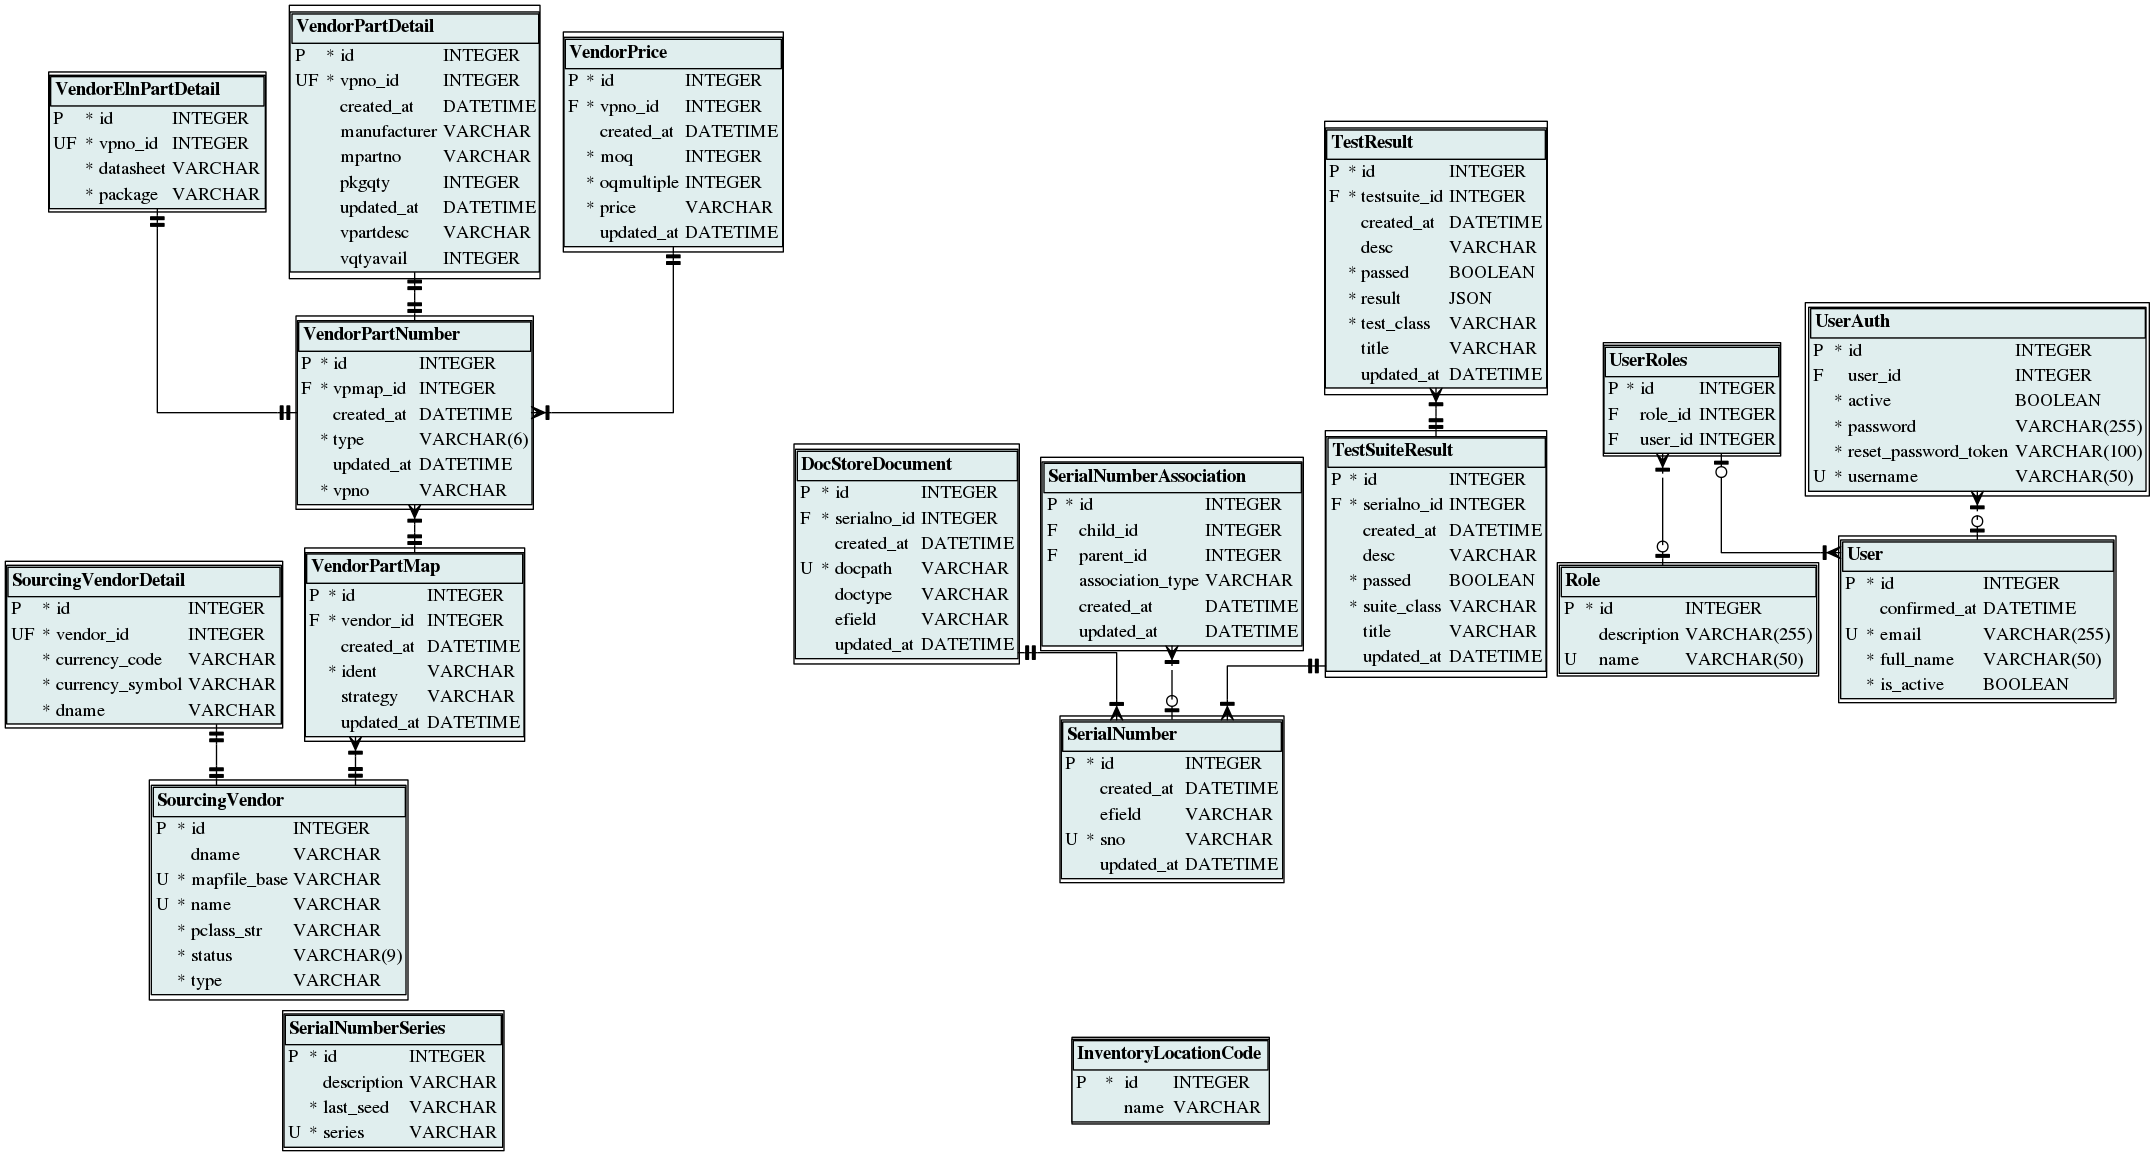 VendorElnPartDetail
P * id INTEGER
UF * vpno_id INTEGER
* datasheet VARCHAR
* package VARCHAR
VendorPartDetail
P * id INTEGER
UF * vpno_id INTEGER
created_at DATETIME
manufacturer VARCHAR
mpartno VARCHAR
pkgqty INTEGER
updated_at DATETIME
vpartdesc VARCHAR
vqtyavail INTEGER
VendorPrice
P * id INTEGER
F * vpno_id INTEGER
created_at DATETIME
* moq INTEGER
* oqmultiple INTEGER
* price VARCHAR
updated_at DATETIME
VendorPartNumber
P * id INTEGER
F * vpmap_id INTEGER
created_at DATETIME
* type VARCHAR(6)
updated_at DATETIME
* vpno VARCHAR
SourcingVendorDetail
P * id INTEGER
UF * vendor_id INTEGER
* currency_code VARCHAR
* currency_symbol VARCHAR
* dname VARCHAR
VendorPartMap
P * id INTEGER
F * vendor_id INTEGER
created_at DATETIME
* ident VARCHAR
strategy VARCHAR
updated_at DATETIME
SourcingVendor
P * id INTEGER
dname VARCHAR
U * mapfile_base VARCHAR
U * name VARCHAR
* pclass_str VARCHAR
* status VARCHAR(9)
* type VARCHAR
SerialNumberSeries
P * id INTEGER
description VARCHAR
* last_seed VARCHAR
U * series VARCHAR
DocStoreDocument
P * id INTEGER
F * serialno_id INTEGER
created_at DATETIME
U * docpath VARCHAR
doctype VARCHAR
efield VARCHAR
updated_at DATETIME
SerialNumberAssociation
P * id INTEGER
F child_id INTEGER
F parent_id INTEGER
association_type VARCHAR
created_at DATETIME
updated_at DATETIME
TestResult
P * id INTEGER
F * testsuite_id INTEGER
created_at DATETIME
desc VARCHAR
* passed BOOLEAN
* result JSON
* test_class VARCHAR
title VARCHAR
updated_at DATETIME
TestSuiteResult
P * id INTEGER
F * serialno_id INTEGER
created_at DATETIME
desc VARCHAR
* passed BOOLEAN
* suite_class VARCHAR
title VARCHAR
updated_at DATETIME
SerialNumber
P * id INTEGER
created_at DATETIME
efield VARCHAR
U * sno VARCHAR
updated_at DATETIME
InventoryLocationCode
P * id INTEGER
name VARCHAR
UserRoles
P * id INTEGER
F role_id INTEGER
F user_id INTEGER
UserAuth
P * id INTEGER
F user_id INTEGER
* active BOOLEAN
* password VARCHAR(255)
* reset_password_token VARCHAR(100)
U * username VARCHAR(50)
Role
P * id INTEGER
description VARCHAR(255)
U name VARCHAR(50)
User
P * id INTEGER
confirmed_at DATETIME
U * email VARCHAR(255)
* full_name VARCHAR(50)
* is_active BOOLEAN